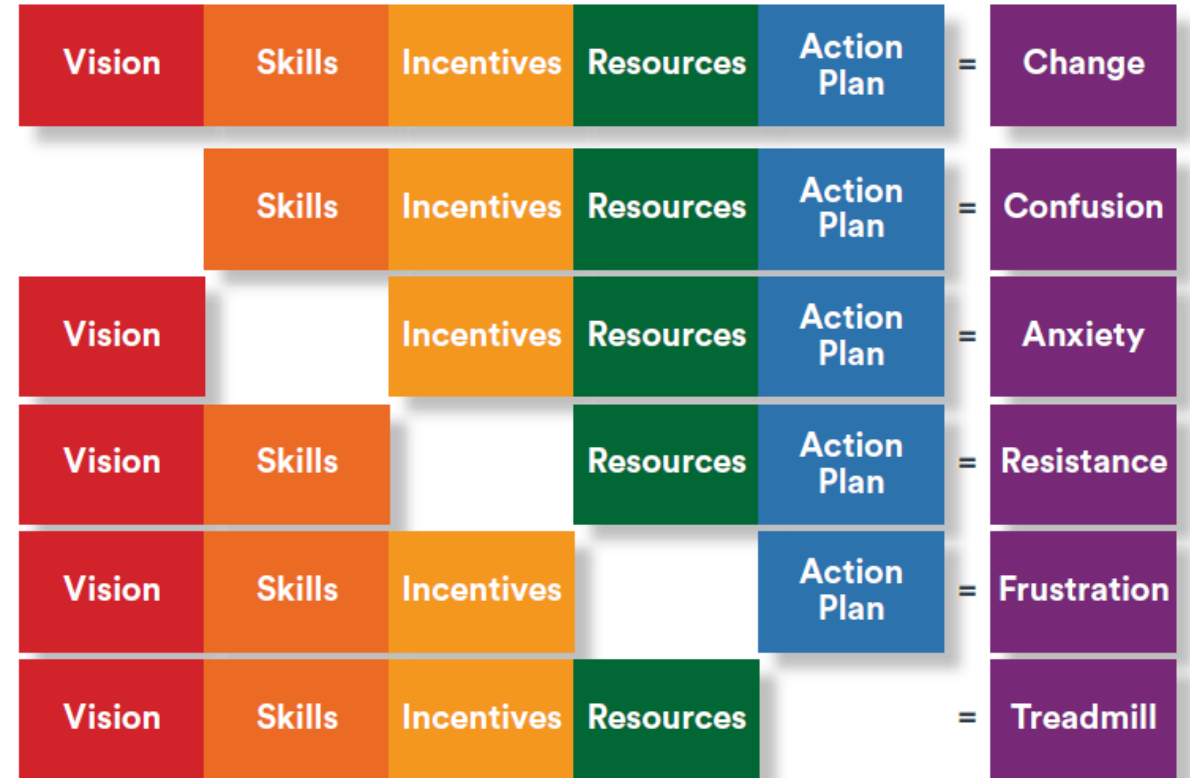 Vision Skills Incentives Resources Action Plan = Change
Skills Incentives Resources Action Plan = Confusion
Vision Incentives Resources Action Plan = Anxiety
Vision Skills Resources Action Plan = Resistance
Vision Skills Incentives Action Plan = Frustration
Vision Skills Incentives Resources = Treadmill